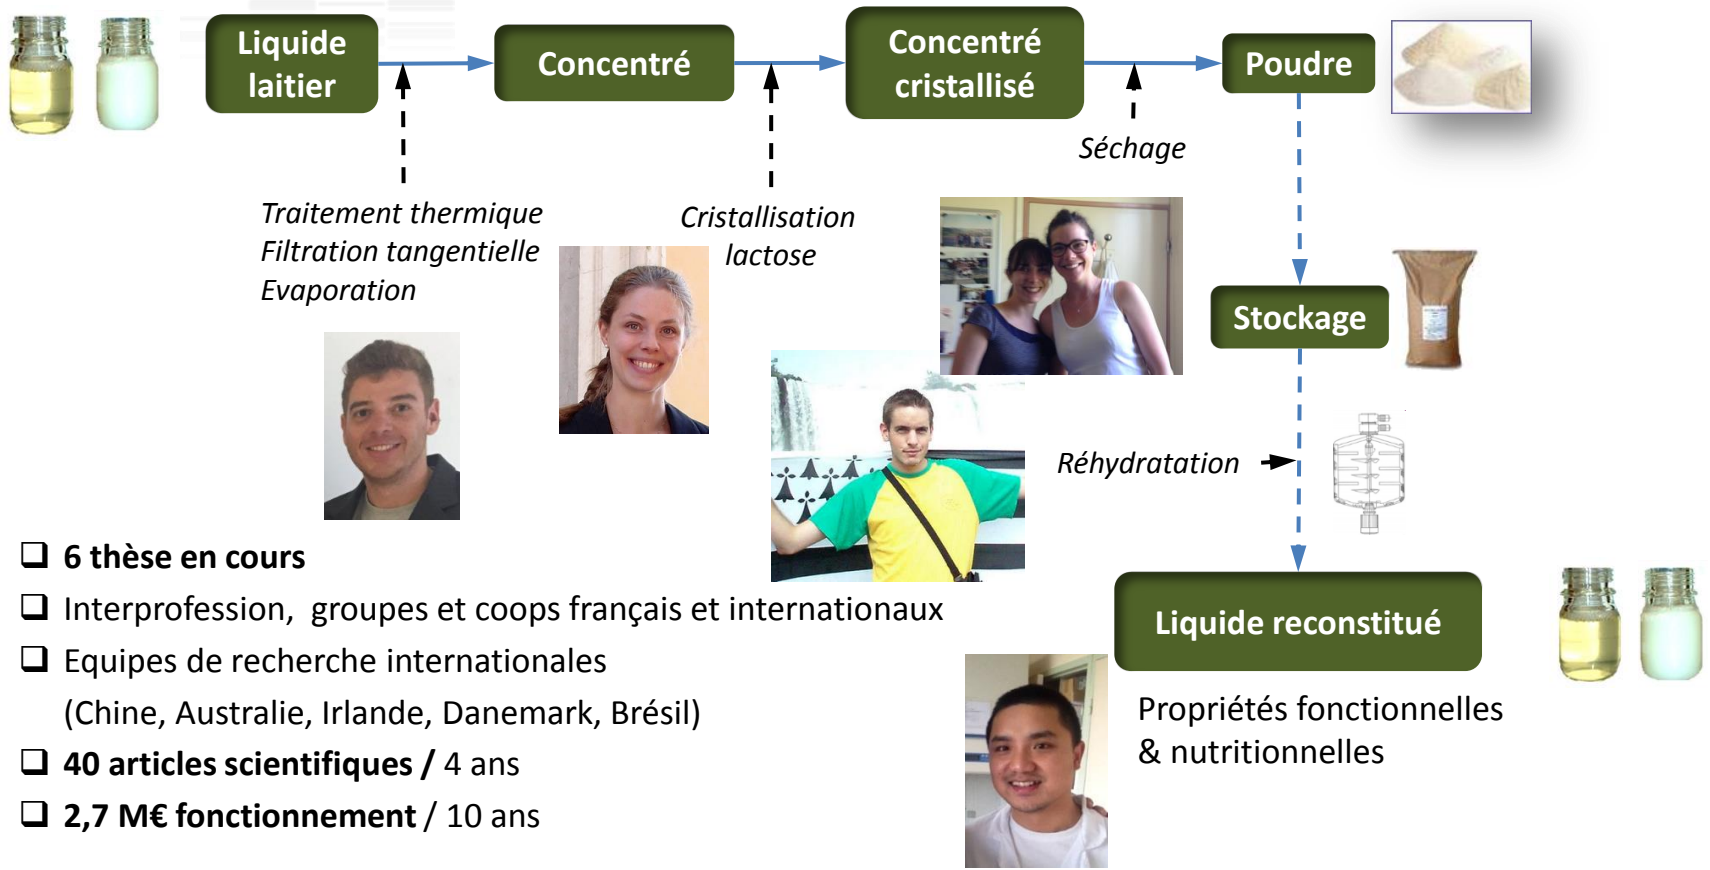 Liquide
laitier
Concentré
Concentré
cristallisé
Poudre
Séchage
Traitement thermique
Filtration tangentielle
Evaporation
Cristallisation
lactose
Stockage
Réhydratation
❑ 6 thèse en cours
❑ Interprofession, groupes et coops français et internationaux
❑ Equipes de recherche internationales
(Chine, Australie, Irlande, Danemark, Brésil)
❑ 40 articles scientifiques / 4 ans
❑ 2,7 M€ fonctionnement / 10 ans
Liquide reconstitué
Propriétés fonctionnelles
& nutritionnelles